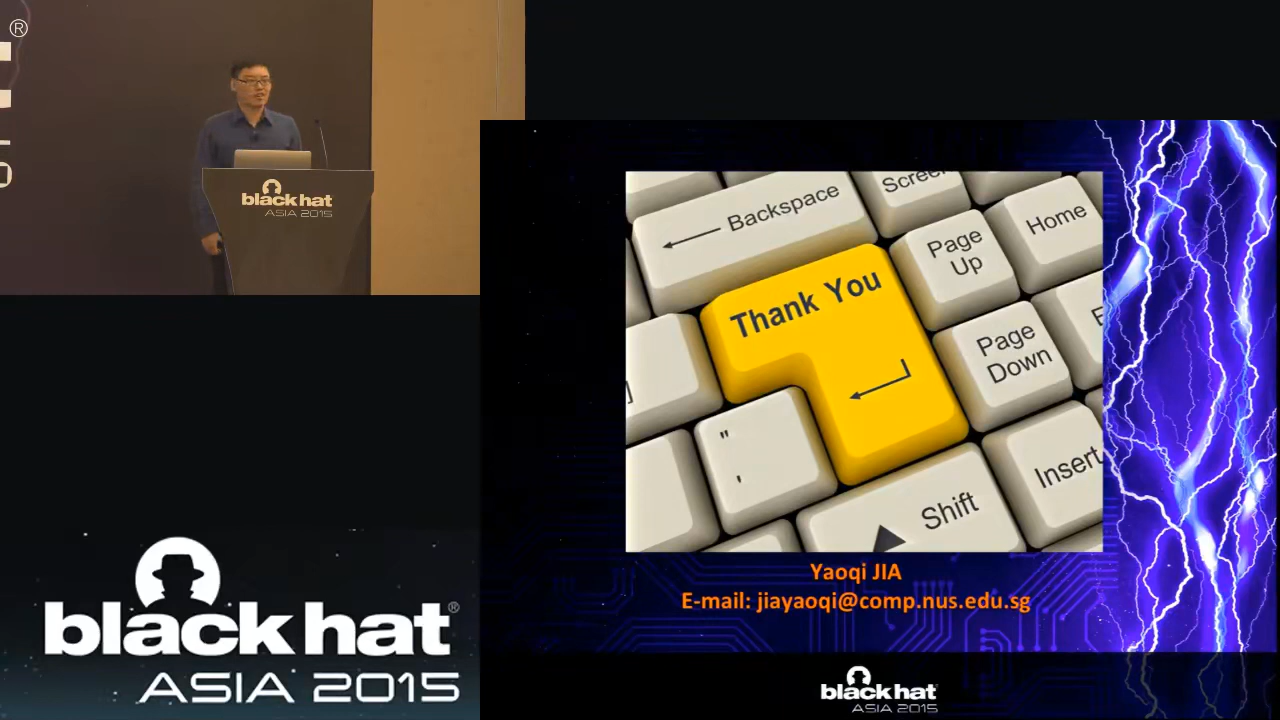 ®
black hat
ASIA 2015
Backspace
Screen
Home
Page
Up
Thank You
Page
Down
"
'
]
Shift
Insert
Yaoqi JIA
E-mail: jiayaoqi@comp.nus.edu.sg
black hat®
ASIA 2015
black hat
ASIA 2015